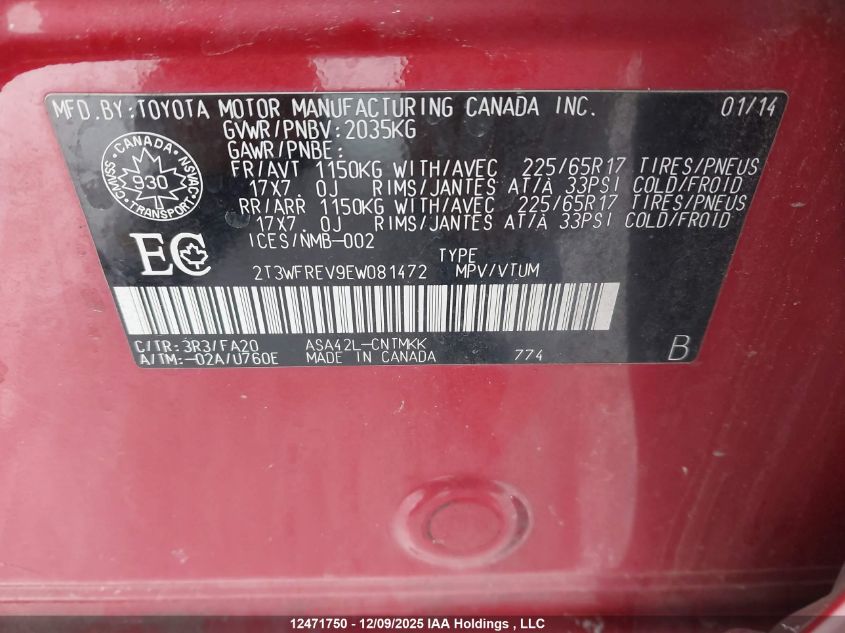 MFD.BY:TOYOTA MOTOR MANUFACTURING CANADA INC. 01/14
GVWR/PNBV:2035KG
GAWR/PNBE:
FR/AVT 1150KG WITH/AVEC 225/65R17 TIRES/PNEUS
17X7.0J RIMS/JANTES AT/À 33PSI COLD/FROID
RR/ARR 1150KG WITH/AVEC 225/65R17 TIRES/PNEUS
17X7.0J RIMS/JANTES AT/À 33PSI COLD/FROID
ICES/NMB-002
CANADA
CMVSS 930 NSVAC
TRANSPORT
EC
TYPE
2T3WFREV9EW081472 MPV/VTUM
C/TR:3R3/FA20 ASA42L-CNTMKK
A/TM:-02A/U760E MADE IN CANADA 774 B
12471750 - 12/09/2025 IAA Holdings , LLC